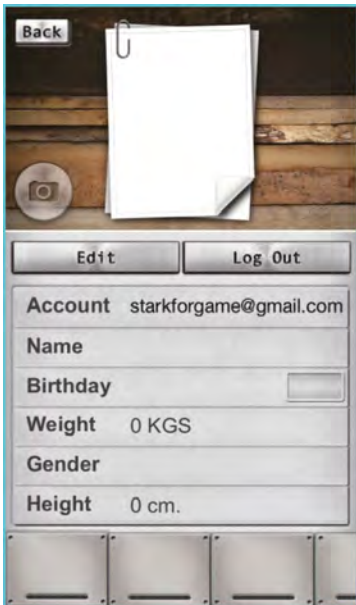 Back
Edit Log Out
Account starkforgame@gmail.com
Name
Birthday
Weight 0 KGS
Gender
Height 0 cm.